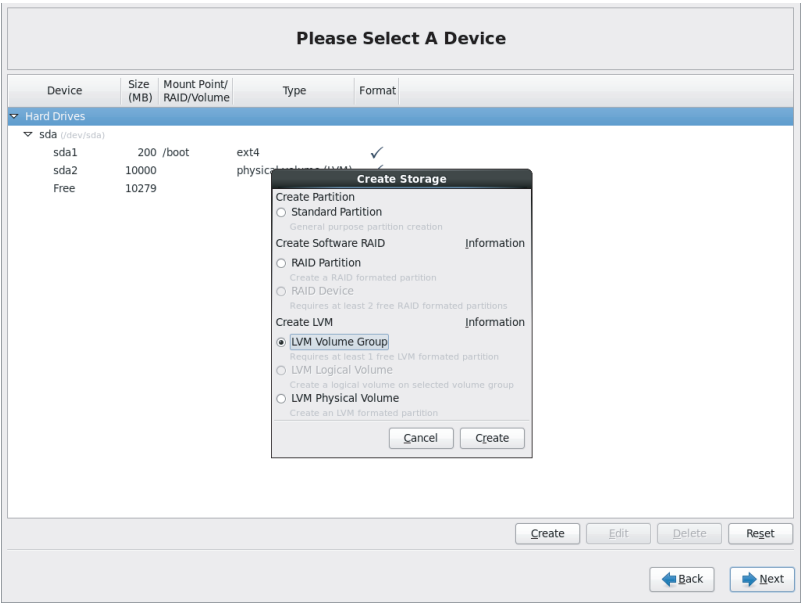 Please Select A Device
Device Size (MB) Mount Point/ RAID/Volume Type Format
Hard Drives
sda (/dev/sda)
sda1 200 /boot ext4
sda2 10000 physical volume (LVM)
Free 10279
Create Storage
Create Partition
Standard Partition
General purpose partition creation
Create Software RAID Information
RAID Partition
Create a RAID formated partition
RAID Device
Requires at least 2 free RAID formated partitions
Create LVM Information
LVM Volume Group
Requires at least 1 free LVM formated partition
LVM Logical Volume
Create a logical volume on selected volume group
LVM Physical Volume
Create an LVM formated partition
Cancel Create
Create Edit Delete Reset
Back Next